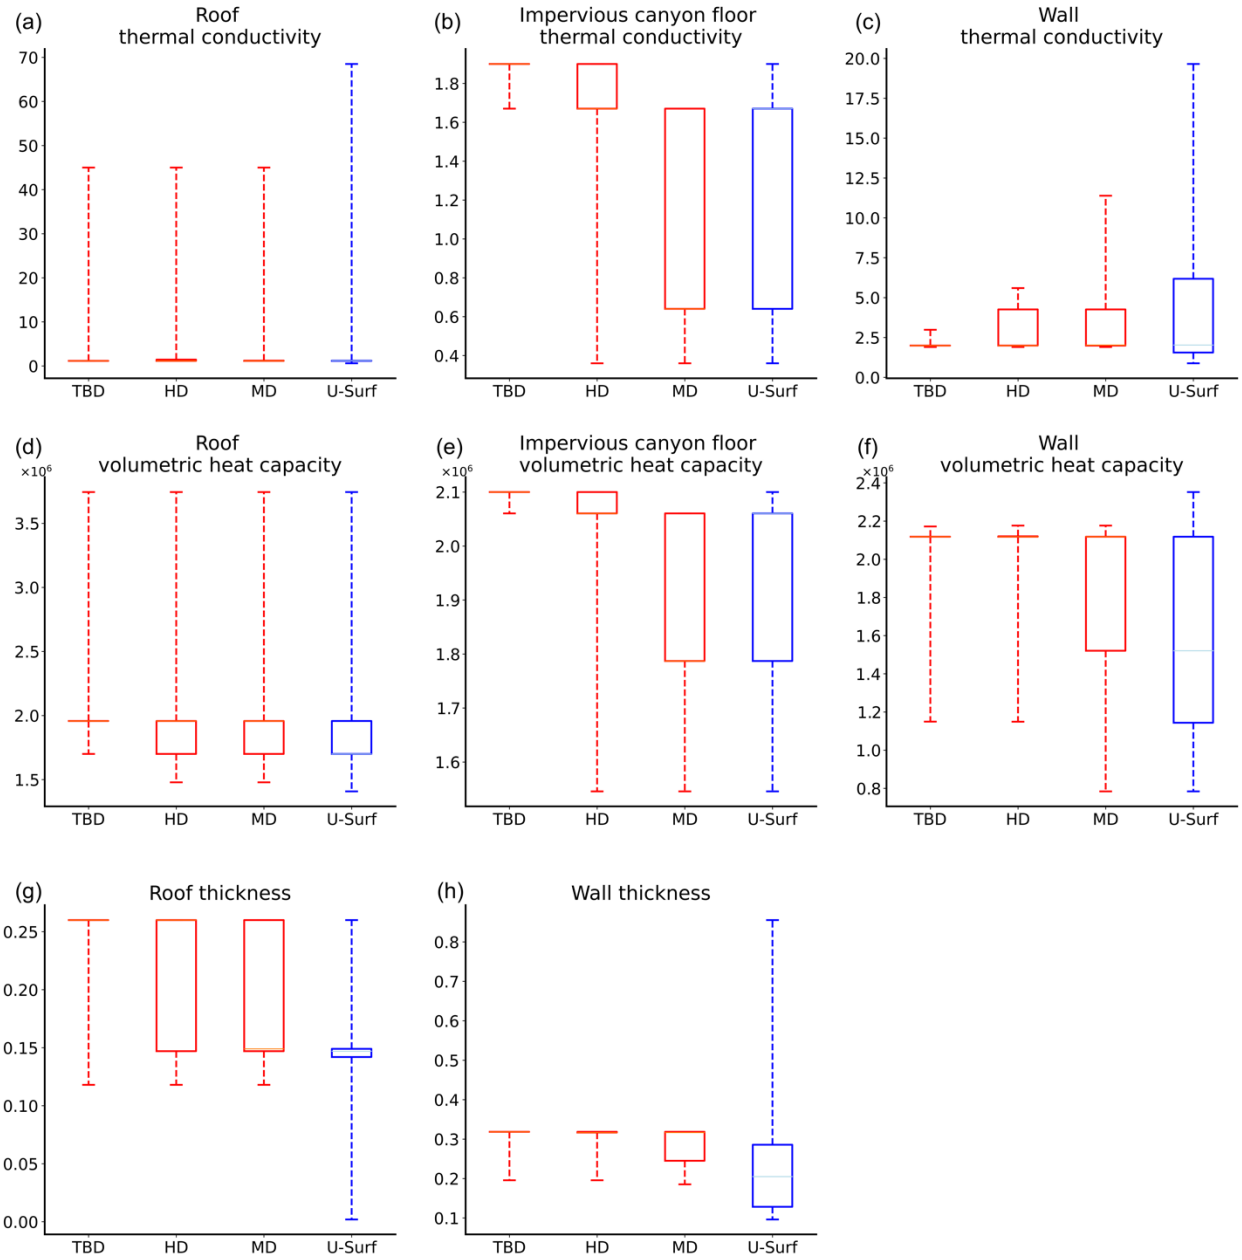 (a)
Roof
thermal conductivity
70
60
50
40
30
20
10
0
TBD HD MD U-Surf
(b)
Impervious canyon floor
thermal conductivity
1.8
1.6
1.4
1.2
1.0
0.8
0.6
0.4
TBD HD MD U-Surf
(c)
Wall
thermal conductivity
20.0
17.5
15.0
12.5
10.0
7.5
5.0
2.5
0.0
TBD HD MD U-Surf
(d)
Roof
volumetric heat capacity
×10⁶
3.5
3.0
2.5
2.0
1.5
TBD HD MD U-Surf
(e)
Impervious canyon floor
volumetric heat capacity
×10⁶
2.1
2.0
1.9
1.8
1.7
1.6
TBD HD MD U-Surf
(f)
Wall
volumetric heat capacity
×10⁶
2.4
2.2
2.0
1.8
1.6
1.4
1.2
1.0
0.8
TBD HD MD U-Surf
(g)
Roof thickness
0.25
0.20
0.15
0.10
0.05
0.00
TBD HD MD U-Surf
(h)
Wall thickness
0.8
0.7
0.6
0.5
0.4
0.3
0.2
0.1
TBD HD MD U-Surf